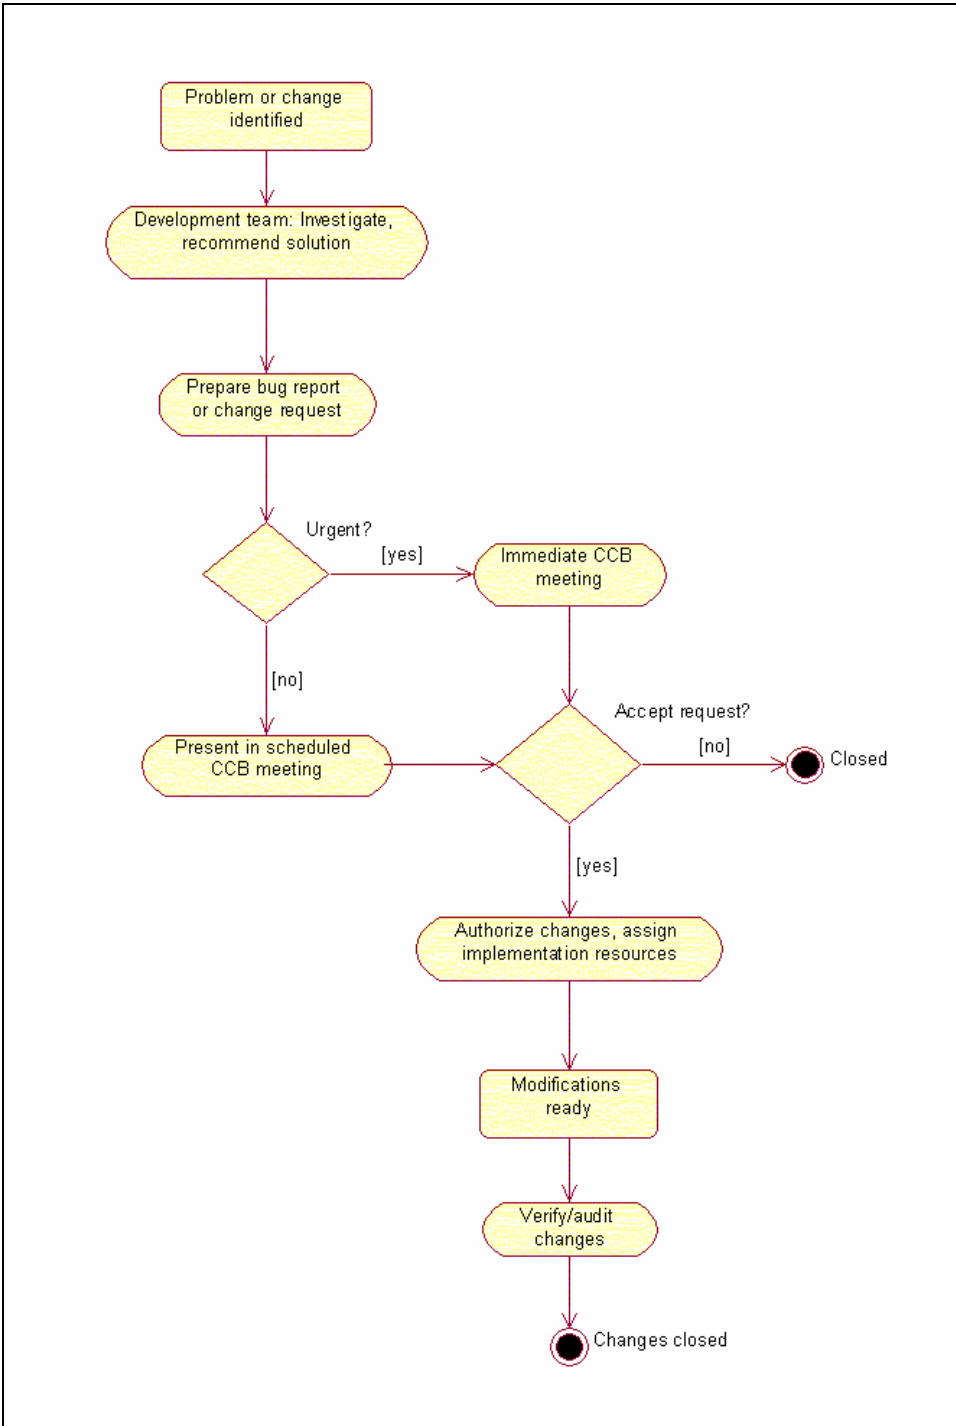 Problem or change
identified
Development team: Investigate,
recommend solution
Prepare bug report
or change request
Urgent?
[yes]
Immediate CCB
meeting
[no]
Present in scheduled
CCB meeting
Accept request?
[no]
Closed
[yes]
Authorize changes, assign
implementation resources
Modifications
ready
Verify/audit
changes
Changes closed